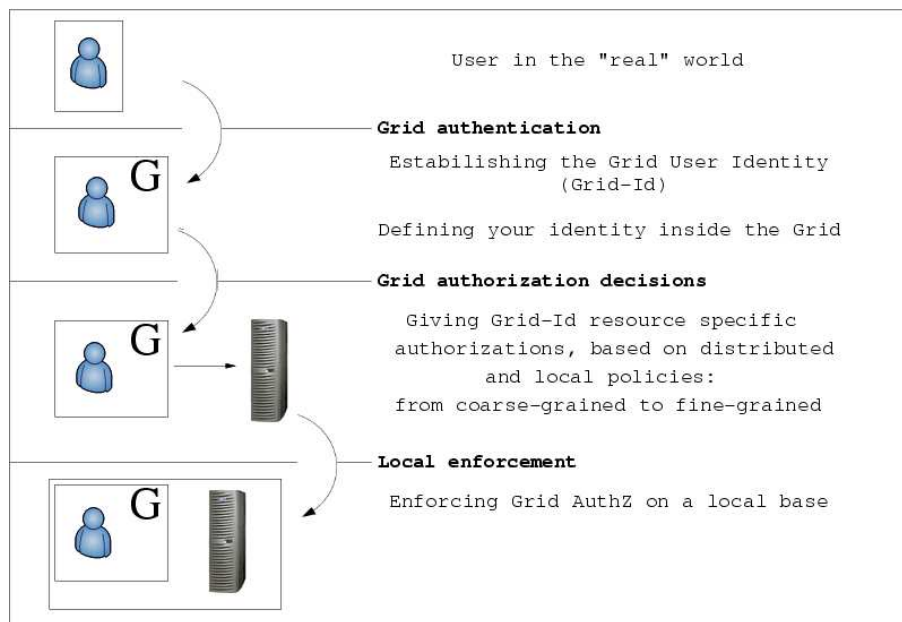 User in the "real" world
Grid authentication
G
Estabilishing the Grid User Identity
(Grid-Id)
Defining your identity inside the Grid
Grid authorization decisions
G
Giving Grid-Id resource specific
authorizations, based on distributed
and local policies:
from coarse-grained to fine-grained
Local enforcement
G
Enforcing Grid AuthZ on a local base